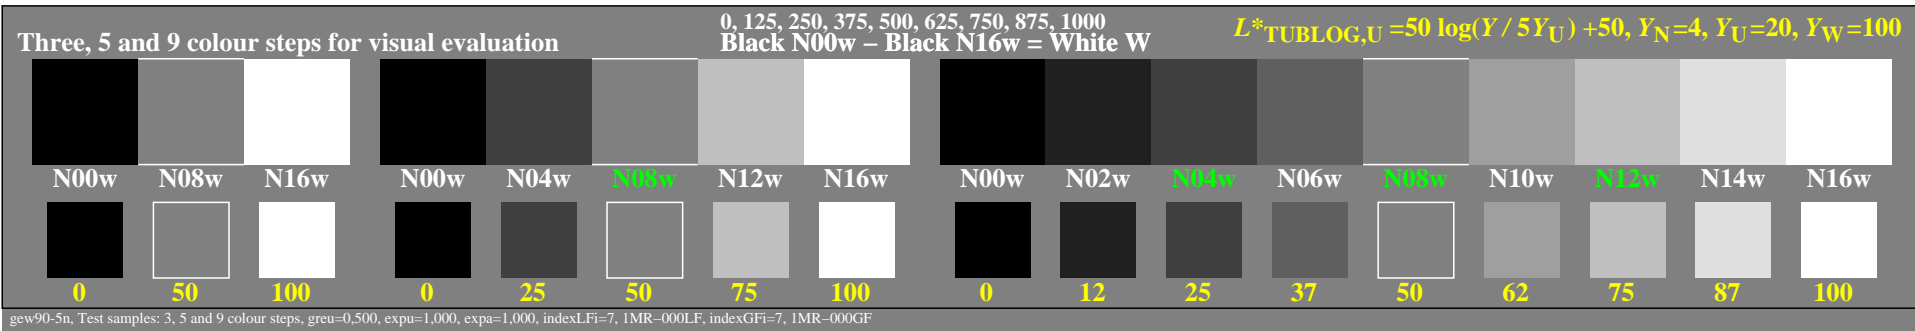 Three, 5 and 9 colour steps for visual evaluation
0, 125, 250, 375, 500, 625, 750, 875, 1000
Black N00w – Black N16w = White W
L*TUBLOG,U =50 log(Y / 5YU) +50, YN=4, YU=20, YW=100
N00w N08w N16w N00w N04w N08w N12w N16w N00w N02w N04w N06w N08w N10w N12w N14w N16w
0 50 100 0 25 50 75 100 0 12 25 37 50 62 75 87 100
gew90-5n, Test samples: 3, 5 and 9 colour steps, greu=0,500, expu=1,000, expa=1,000, indexLFi=7, 1MR–000LF, indexGFi=7, 1MR–000GF